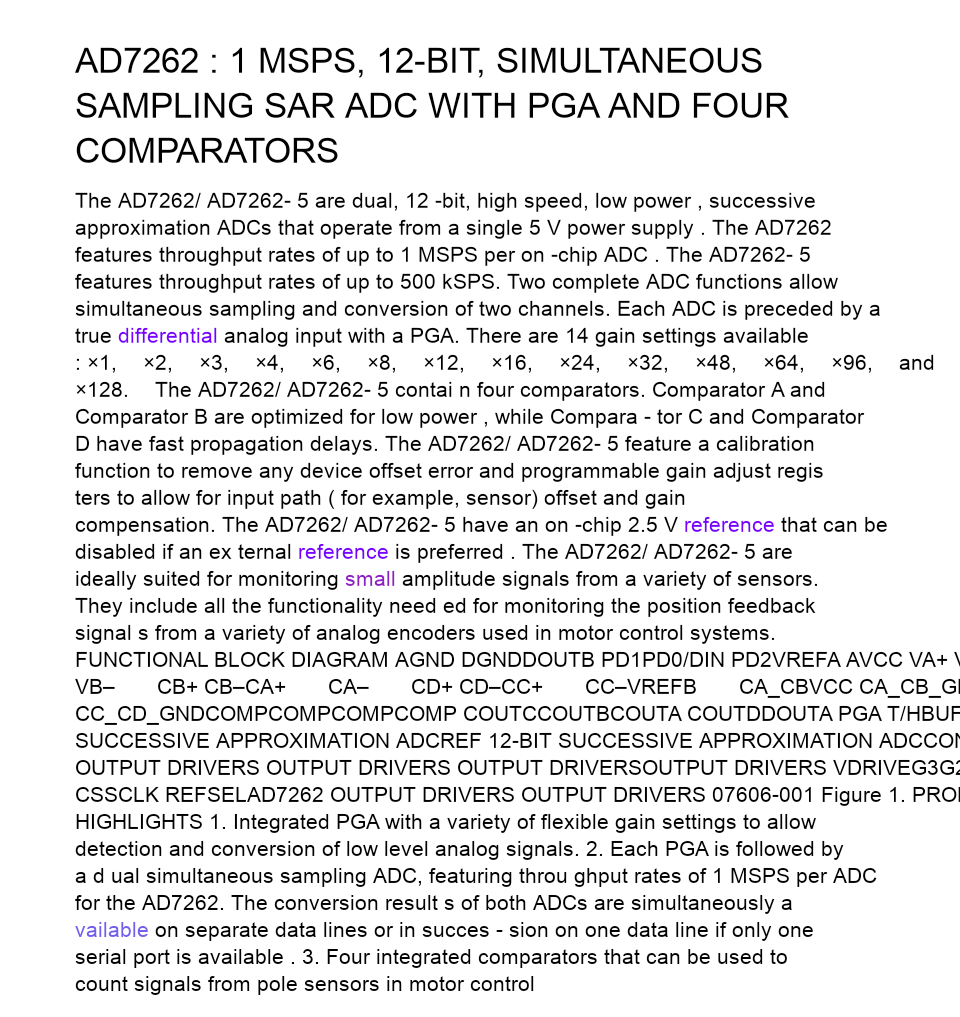 AD7262 : 1 MSPS, 12-BIT, SIMULTANEOUS
SAMPLING SAR ADC WITH PGA AND FOUR
COMPARATORS
The AD7262/ AD7262- 5 are dual, 12 -bit, high speed, low power , successive
approximation ADCs that operate from a single 5 V power supply . The AD7262
features throughput rates of up to 1 MSPS per on -chip ADC . The AD7262- 5
features throughput rates of up to 500 kSPS. Two complete ADC functions allow
simultaneous sampling and conversion of two channels. Each ADC is preceded by a
true differential analog input with a PGA. There are 14 gain settings available
: ×1, ×2, ×3, ×4, ×6, ×8, ×12, ×16, ×24, ×32, ×48, ×64, ×96, and
×128. The AD7262/ AD7262- 5 contai n four comparators. Comparator A and
Comparator B are optimized for low power , while Compara - tor C and Comparator
D have fast propagation delays. The AD7262/ AD7262- 5 feature a calibration
function to remove any device offset error and programmable gain adjust regis
ters to allow for input path ( for example, sensor) offset and gain
compensation. The AD7262/ AD7262- 5 have an on -chip 2.5 V reference that can be
disabled if an ex ternal reference is preferred . The AD7262/ AD7262- 5 are
ideally suited for monitoring small amplitude signals from a variety of sensors.
They include all the functionality need ed for monitoring the position feedback
signal s from a variety of analog encoders used in motor control systems.
FUNCTIONAL BLOCK DIAGRAM AGND DGNDDOUTB PD1PD0/DIN PD2VREFA AVCC VA+
VB– CB+ CB–CA+ CA– CD+ CD–CC+ CC–VREFB CA_CBVCC
CC_CD_GNDCOMPCOMPCOMPCOMP COUTCCOUTBCOUTA COUTDDOUTA PGA
SUCCESSIVE APPROXIMATION ADCREF 12-BIT SUCCESSIVE APPROXIMATION
OUTPUT DRIVERS OUTPUT DRIVERS OUTPUT DRIVERSOUTPUT DRIVERS
CSSCLK REFSELAD7262 OUTPUT DRIVERS OUTPUT DRIVERS 07606-001 Figure 1.
HIGHLIGHTS 1. Integrated PGA with a variety of flexible gain settings to allow
detection and conversion of low level analog signals. 2. Each PGA is followed by
a d ual simultaneous sampling ADC, featuring throu ghput rates of 1 MSPS per ADC
for the AD7262. The conversion result s of both ADCs are simultaneously a
vailable on separate data lines or in succes - sion on one data line if only one
serial port is available . 3. Four integrated comparators that can be used to
count signals from pole sensors in motor control